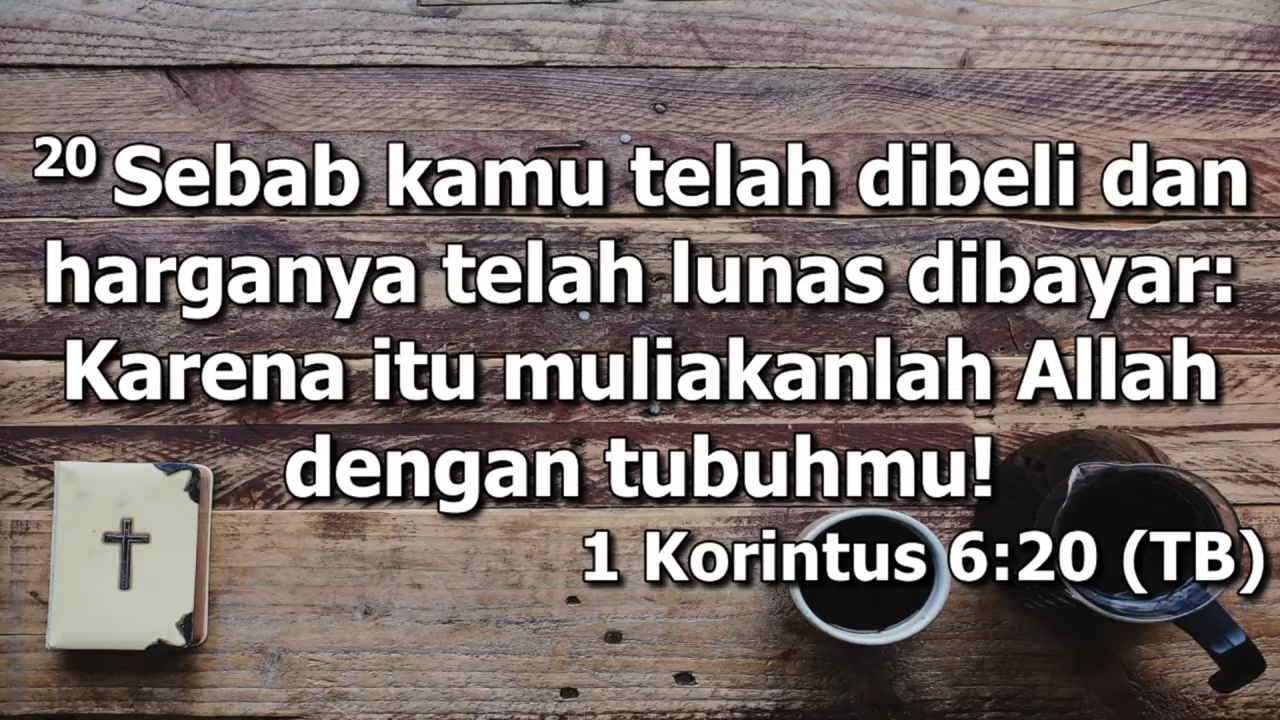 20 Sebab kamu telah dibeli dan
harganya telah lunas dibayar:
Karena itu muliakanlah Allah
dengan tubuhmu!
1 Korintus 6:20 (TB)